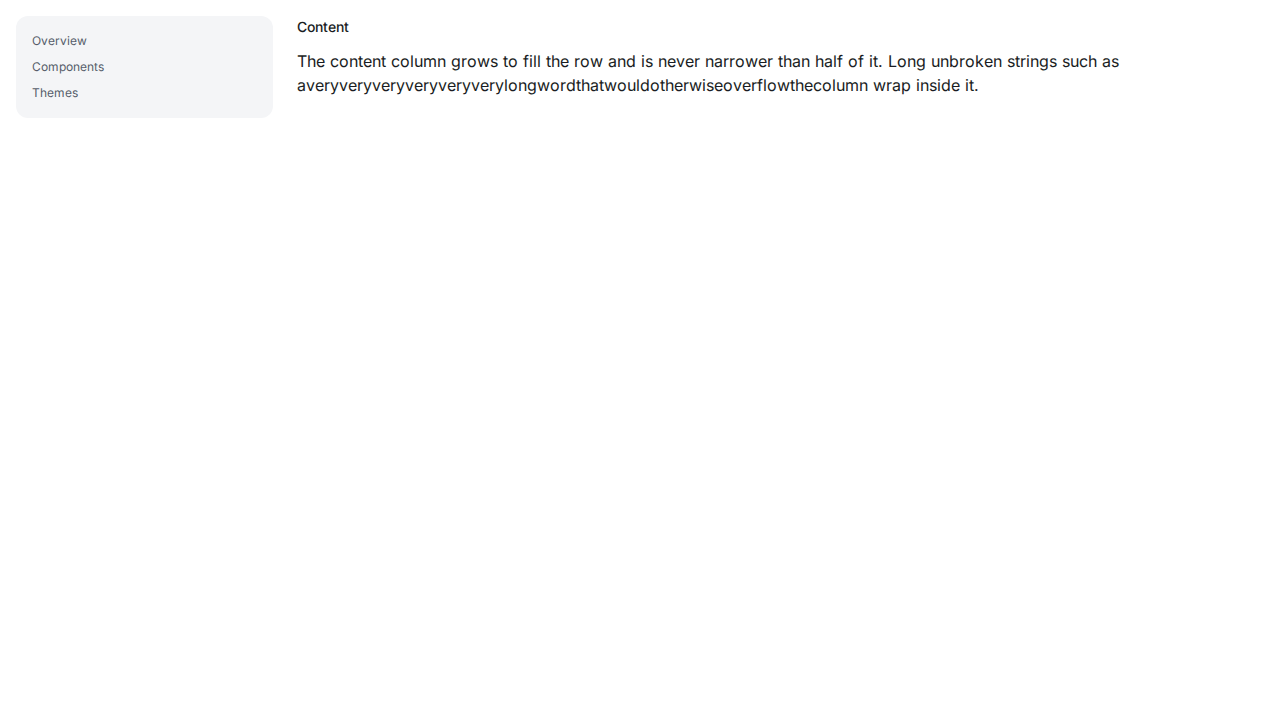 Overview
Components
Themes
Content
The content column grows to fill the row and is never narrower than half of it. Long unbroken strings such as
averyveryveryveryveryverylongwordthatwouldotherwiseoverflowthecolumn wrap inside it.